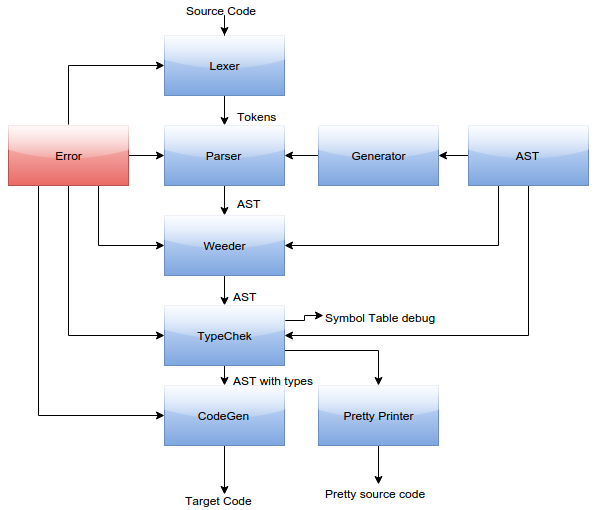 Source Code
Lexer
Tokens
Error
Parser
Generator
AST
AST
Weeder
AST
Symbol Table debug
TypeChek
AST with types
CodeGen
Pretty Printer
Target Code
Pretty source code